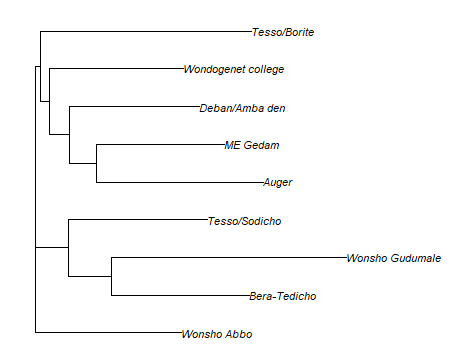 Tesso/Borite
Wondogenet college
Deban/Amba den
ME Gedam
Auger
Tesso/Sodicho
Wonsho Gudumale
Bera-Tedicho
Wonsho Abbo